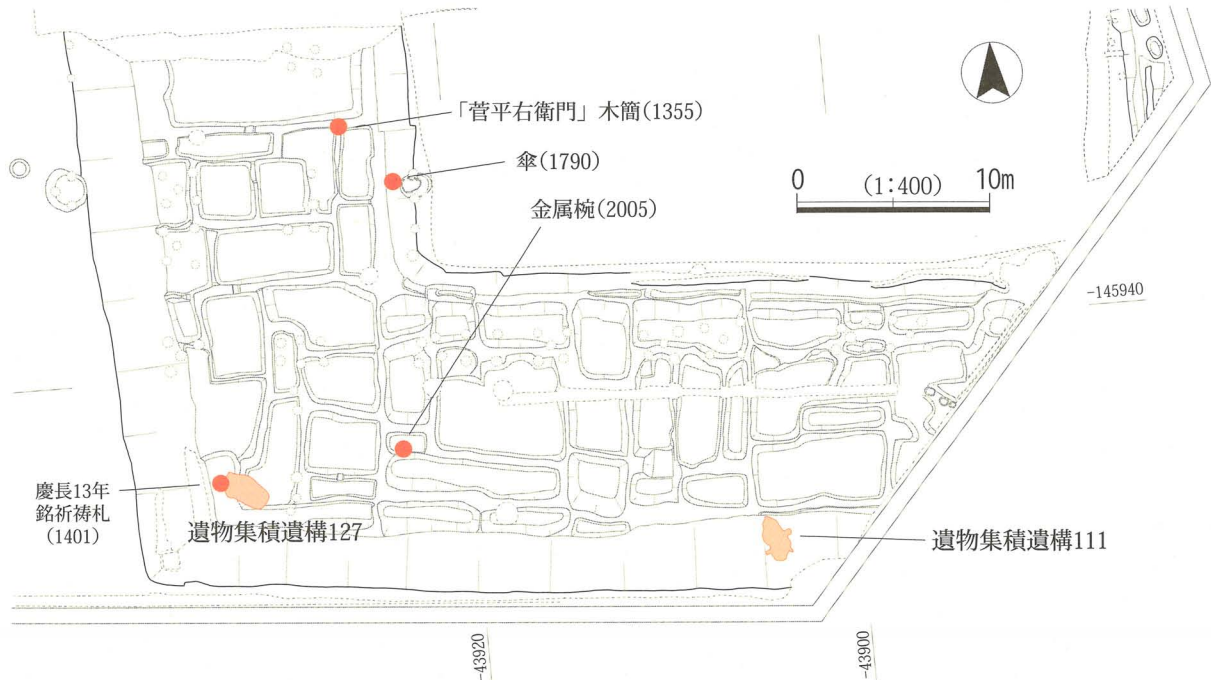 「菅平右衛門」木簡(1355)
傘(1790)
金属椀(2005)
0 (1:400) 10m
-145940
慶長13年
銘祈祷札
(1401)
遺物集積遺構127
遺物集積遺構111
-43920
-43900